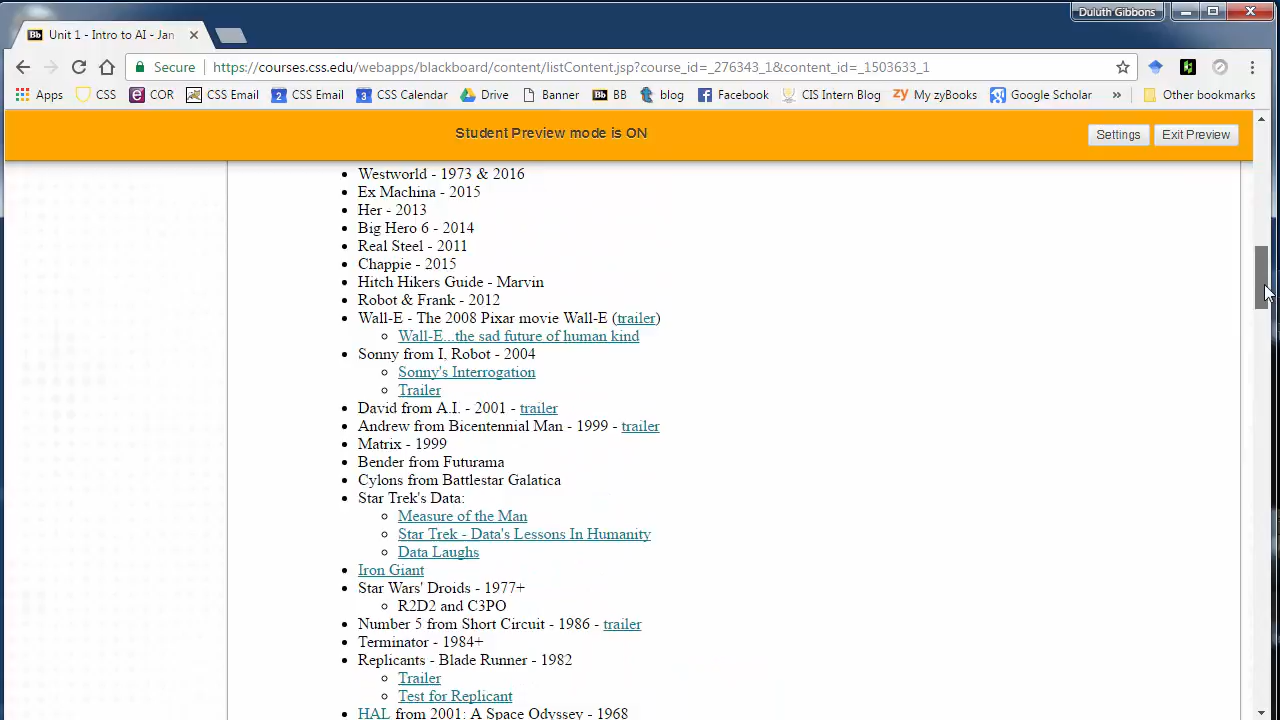 Duluth Gibbons
Bb Unit 1 - Intro to AI - Jan
Secure https://courses.css.edu/webapps/blackboard/content/listContent.jsp?course_id=_27633_1&content_id=_1503633_1
Apps CSS COR CSS Email 2 CSS Email 3 CSS Calendar Drive Banner Bb BB blog Facebook CIS Intern Blog zy My zyBooks Google Scholar » Other bookmarks
Student Preview mode is ON Settings Exit Preview
Westworld - 1973 & 2016
Ex Machina - 2015
Her - 2013
Big Hero 6 - 2014
Real Steel - 2011
Chappie - 2015
Hitch Hikers Guide - Marvin
Robot & Frank - 2012
Wall-E - The 2008 Pixar movie Wall-E (trailer)
Wall-E...the sad future of human kind
Sonny from I, Robot - 2004
Sonny's Interrogation
Trailer
David from A.I. - 2001 - trailer
Andrew from Bicentennial Man - 1999 - trailer
Matrix - 1999
Bender from Futurama
Cylons from Battlestar Galatica
Star Trek's Data:
Measure of the Man
Star Trek - Data's Lessons In Humanity
Data Laughs
Iron Giant
Star Wars' Droids - 1977+
R2D2 and C3PO
Number 5 from Short Circuit - 1986 - trailer
Terminator - 1984+
Replicants - Blade Runner - 1982
Trailer
Test for Replicant
HAL from 2001: A Space Odyssey - 1968